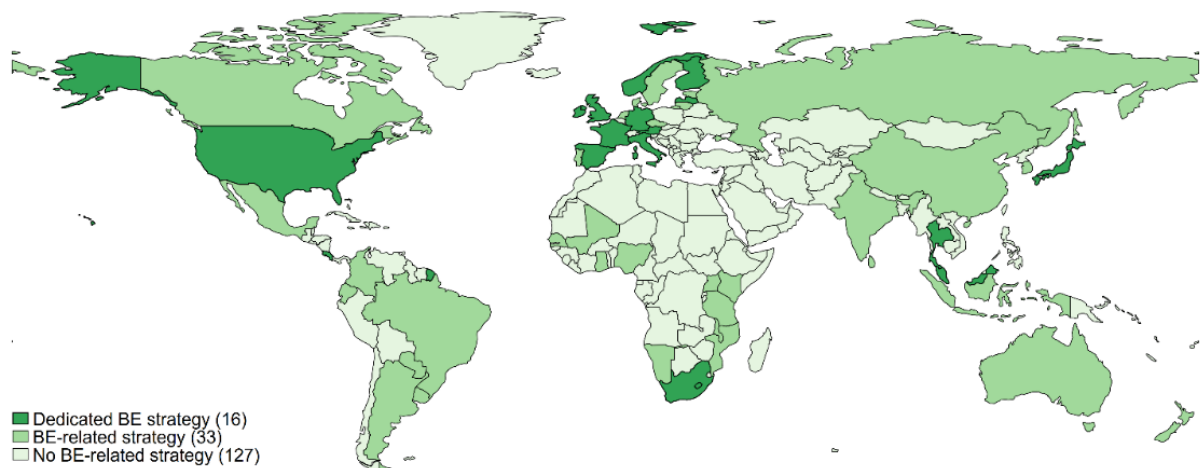 Dedicated BE strategy (16)
BE-related strategy (33)
No BE-related strategy (127)